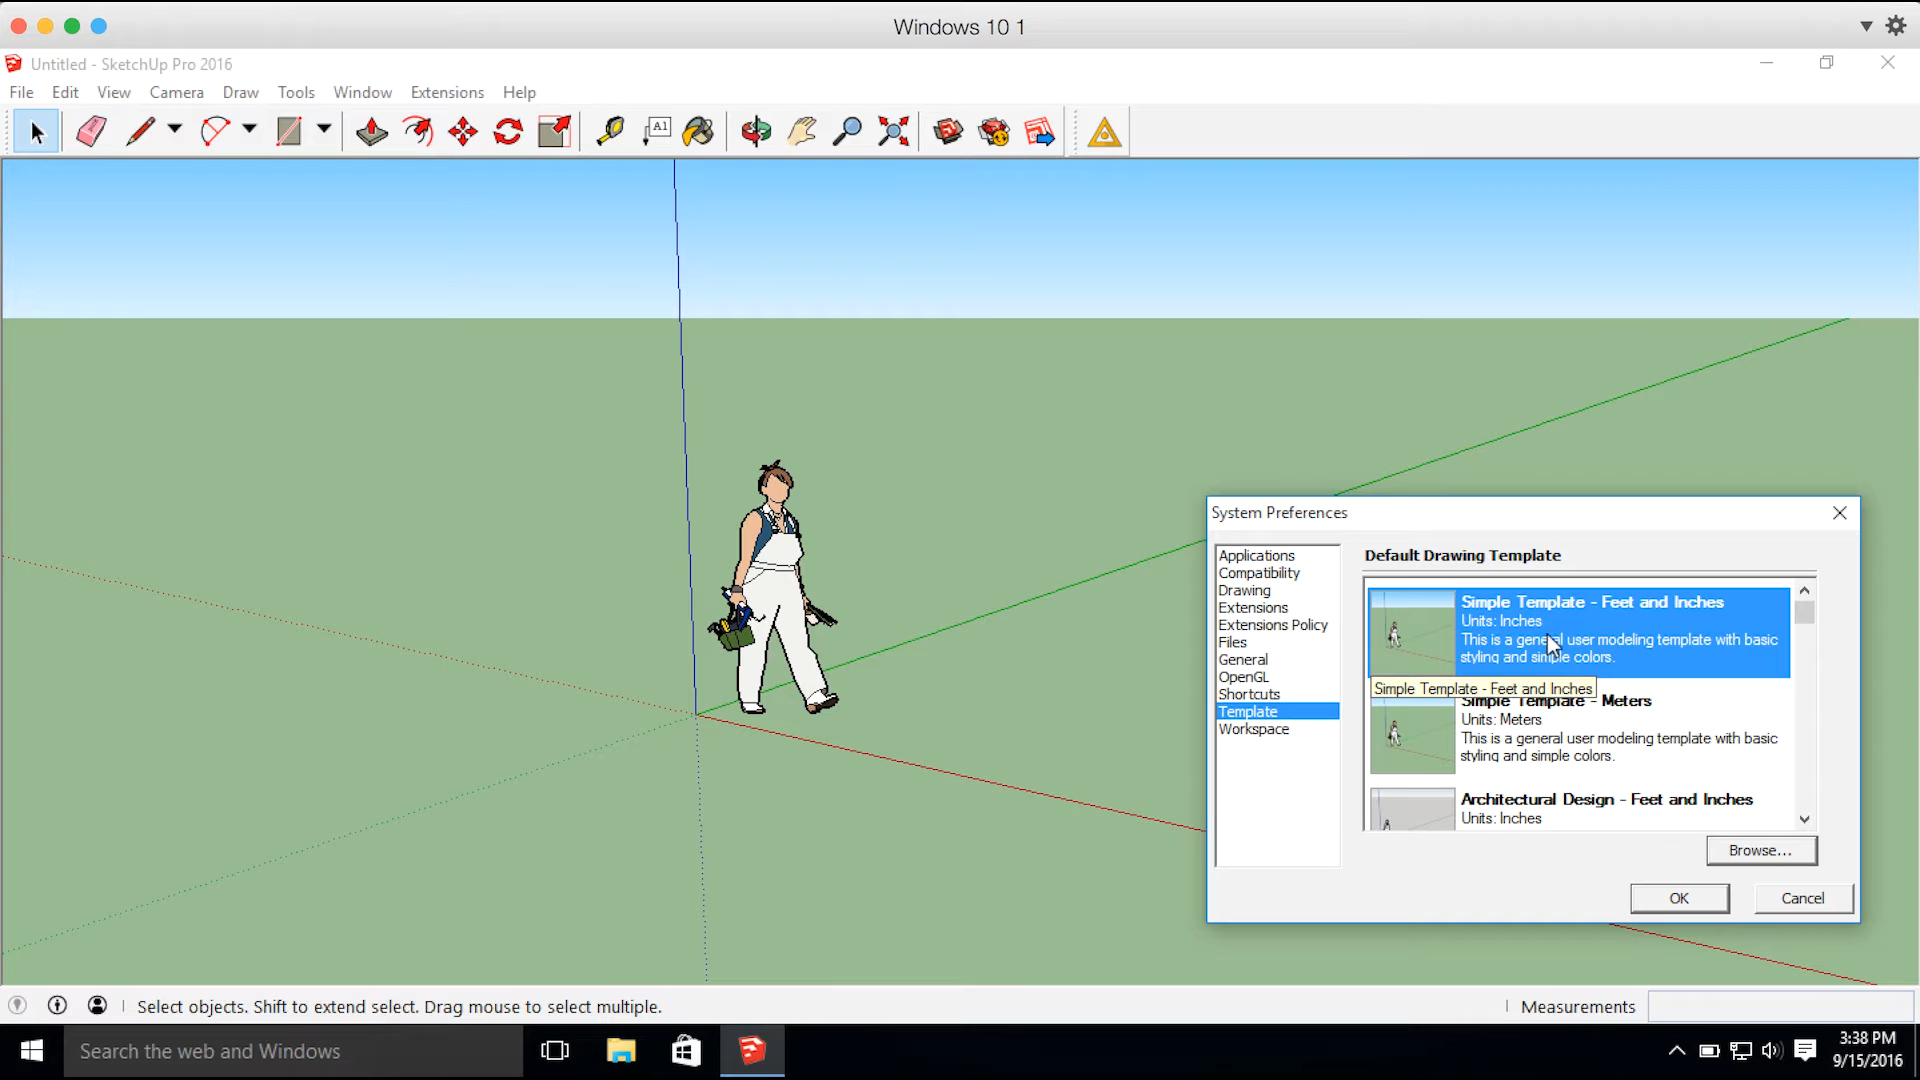 Windows 10 1
Untitled - SketchUp Pro 2016
File Edit View Camera Draw Tools Window Extensions Help
A1
System Preferences
Applications
Compatibility
Drawing
Extensions
Extensions Policy
Files
General
OpenGL
Shortcuts
Template
Workspace
Default Drawing Template
Simple Template - Feet and Inches
Units: Inches
This is a general user modeling template with basic
styling and simple colors.
Simple Template - Feet and Inches
Simple Template - Meters
Units: Meters
This is a general user modeling template with basic
styling and simple colors.
Architectural Design - Feet and Inches
Units: Inches
Browse...
OK Cancel
Select objects. Shift to extend select. Drag mouse to select multiple.
Measurements
Search the web and Windows
3:38 PM
9/15/2016